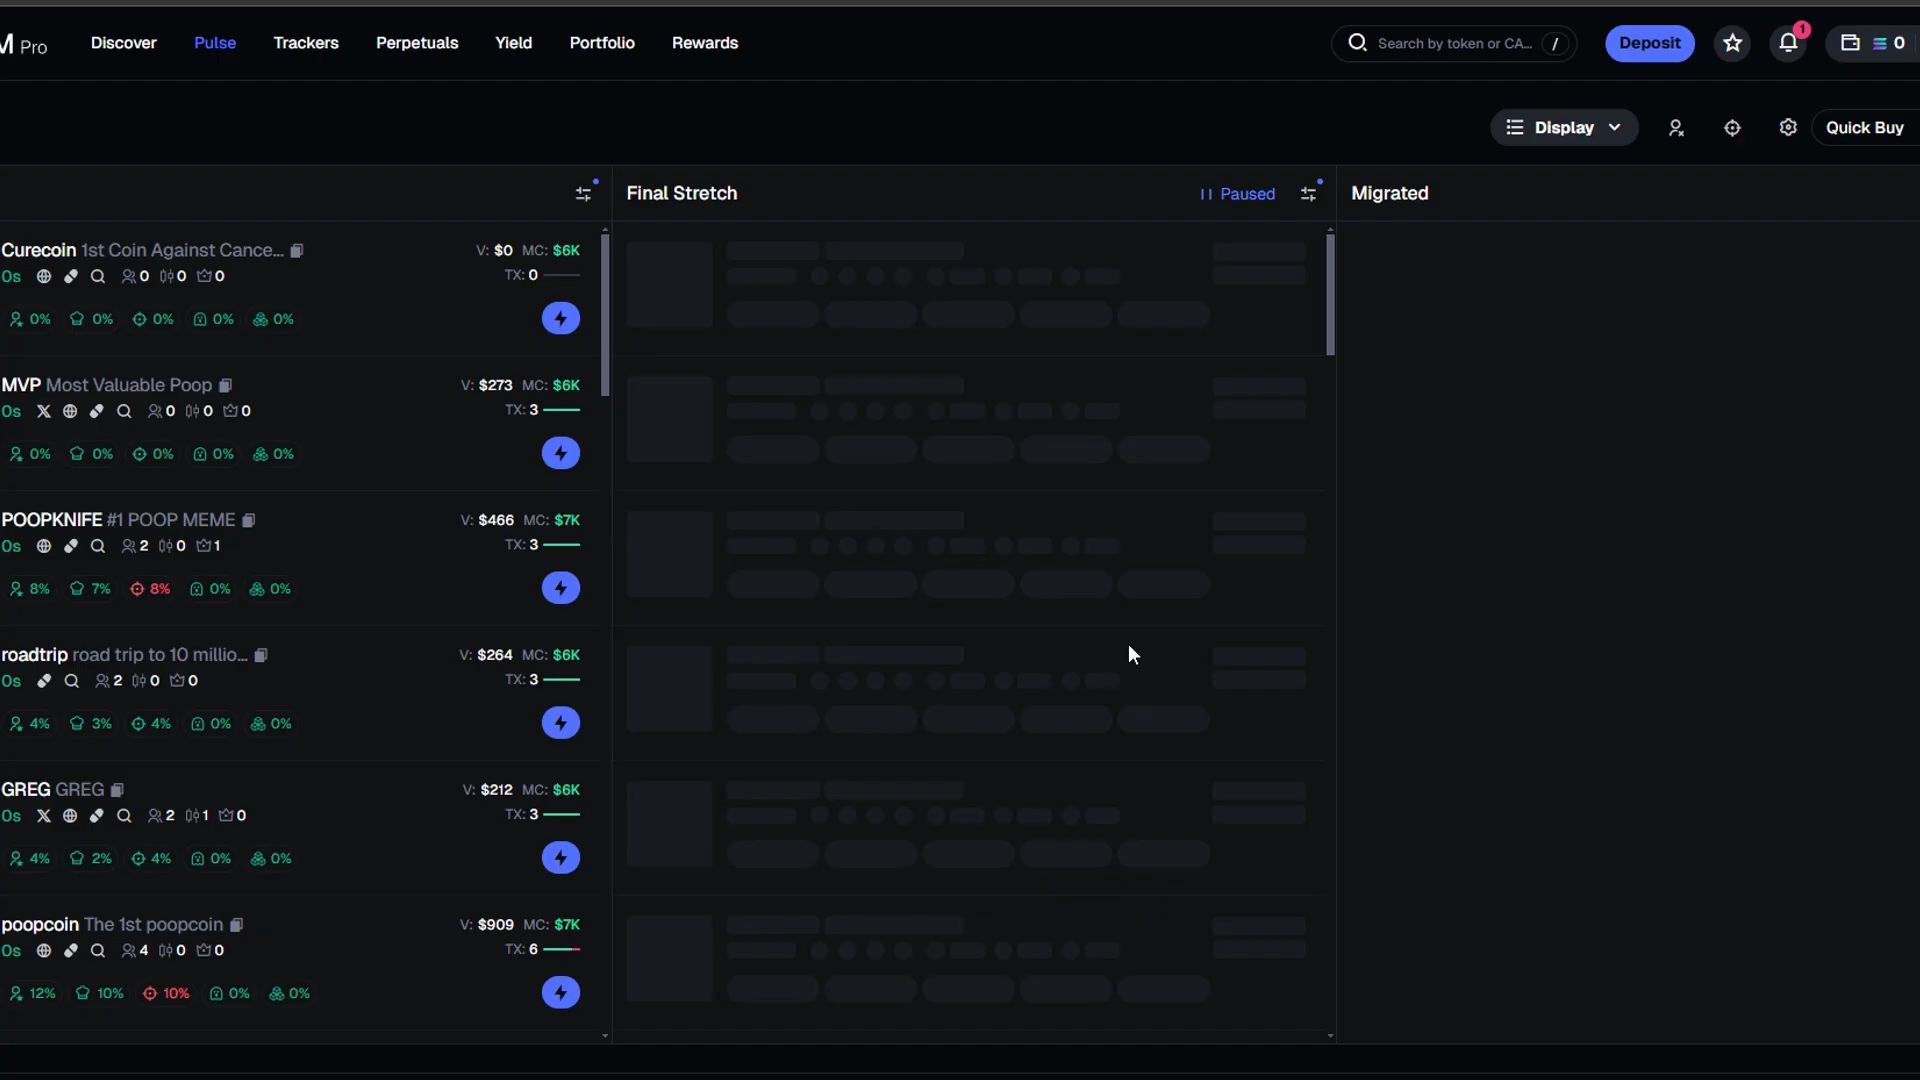 M Pro Discover Pulse Trackers Perpetuals Yield Portfolio Rewards Search by token or CA... / Deposit 1 0
Display Quick Buy
Final Stretch Paused Migrated
Curecoin 1st Coin Against Cance... V: $0 MC: $6K
0s 0 0 0 TX: 0
0% 0% 0% 0% 0%
MVP Most Valuable Poop V: $273 MC: $6K
0s 0 0 0 TX: 3
0% 0% 0% 0% 0%
POOPKNIFE #1 POOP MEME V: $466 MC: $7K
0s 2 0 1 TX: 3
8% 7% 8% 0% 0%
roadtrip road trip to 10 millio... V: $264 MC: $6K
0s 2 0 0 TX: 3
4% 3% 4% 0% 0%
GREG GREG V: $212 MC: $6K
0s 2 1 0 TX: 3
4% 2% 4% 0% 0%
poopcoin The 1st poopcoin V: $909 MC: $7K
0s 4 0 0 TX: 6
12% 10% 10% 0% 0%